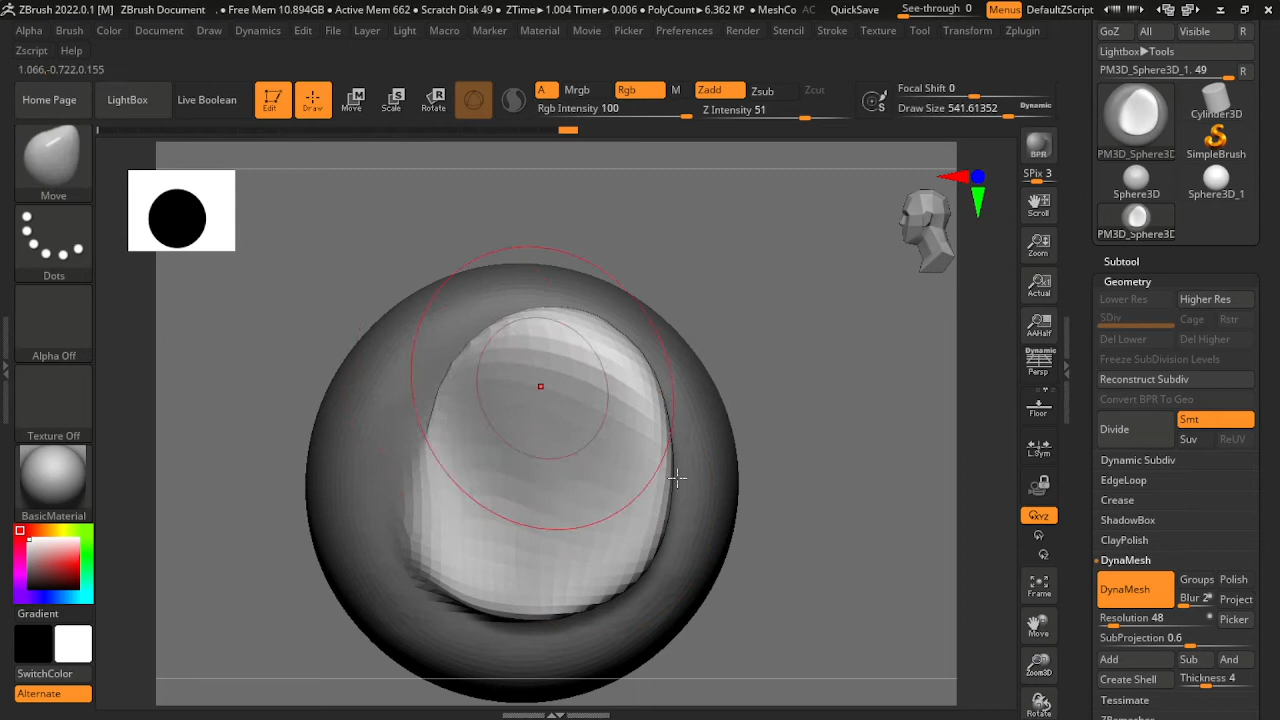 ZBrush 2022.0.1 [M] ZBrush Document . • Free Mem 10.894GB • Active Mem 662 • Scratch Disk 49 • ZTime▸1.004 Timer▸0.006 • PolyCount▸6.362 KP • MeshCo AC QuickSave See-through 0 Menus DefaultZScript
Alpha Brush Color Document Draw Dynamics Edit File Layer Light Macro Marker Material Movie Picker Preferences Render Stencil Stroke Texture Tool Transform Zplugin
Zscript Help
1.066,-0.722,0.155
Home Page LightBox Live Boolean Edit Draw Move Scale Rotate
A Mrgb Rgb M Zadd Zsub Zcut
Rgb Intensity 100 Z Intensity 51
Focal Shift 0
Draw Size 541.61352 Dynamic
Move
Dots
Alpha Off
Texture Off
BasicMaterial
Gradient
SwitchColor
Alternate
BPR
SPix 3
Scroll
Zoom
Actual
AAHalf
Dynamic
Persp
Floor
L.Sym
XYZ
Frame
Move
Zoom3D
Rotate
GoZ All Visible R
Lightbox▸Tools
PM3D_Sphere3D_1. 49 R
PM3D_Sphere3D Cylinder3D
SimpleBrush
Sphere3D Sphere3D_1
PM3D_Sphere3D
Subtool
Geometry
Lower Res Higher Res
SDiv Cage Rstr
Del Lower Del Higher
Freeze SubDivision Levels
Reconstruct Subdiv
Convert BPR To Geo
Divide Smt
Suv ReUV
Dynamic Subdiv
EdgeLoop
Crease
ShadowBox
ClayPolish
DynaMesh
DynaMesh Groups Polish
Blur 2 Project
Resolution 48 Picker
SubProjection 0.6
Add Sub And
Create Shell Thickness 4
Tessimate